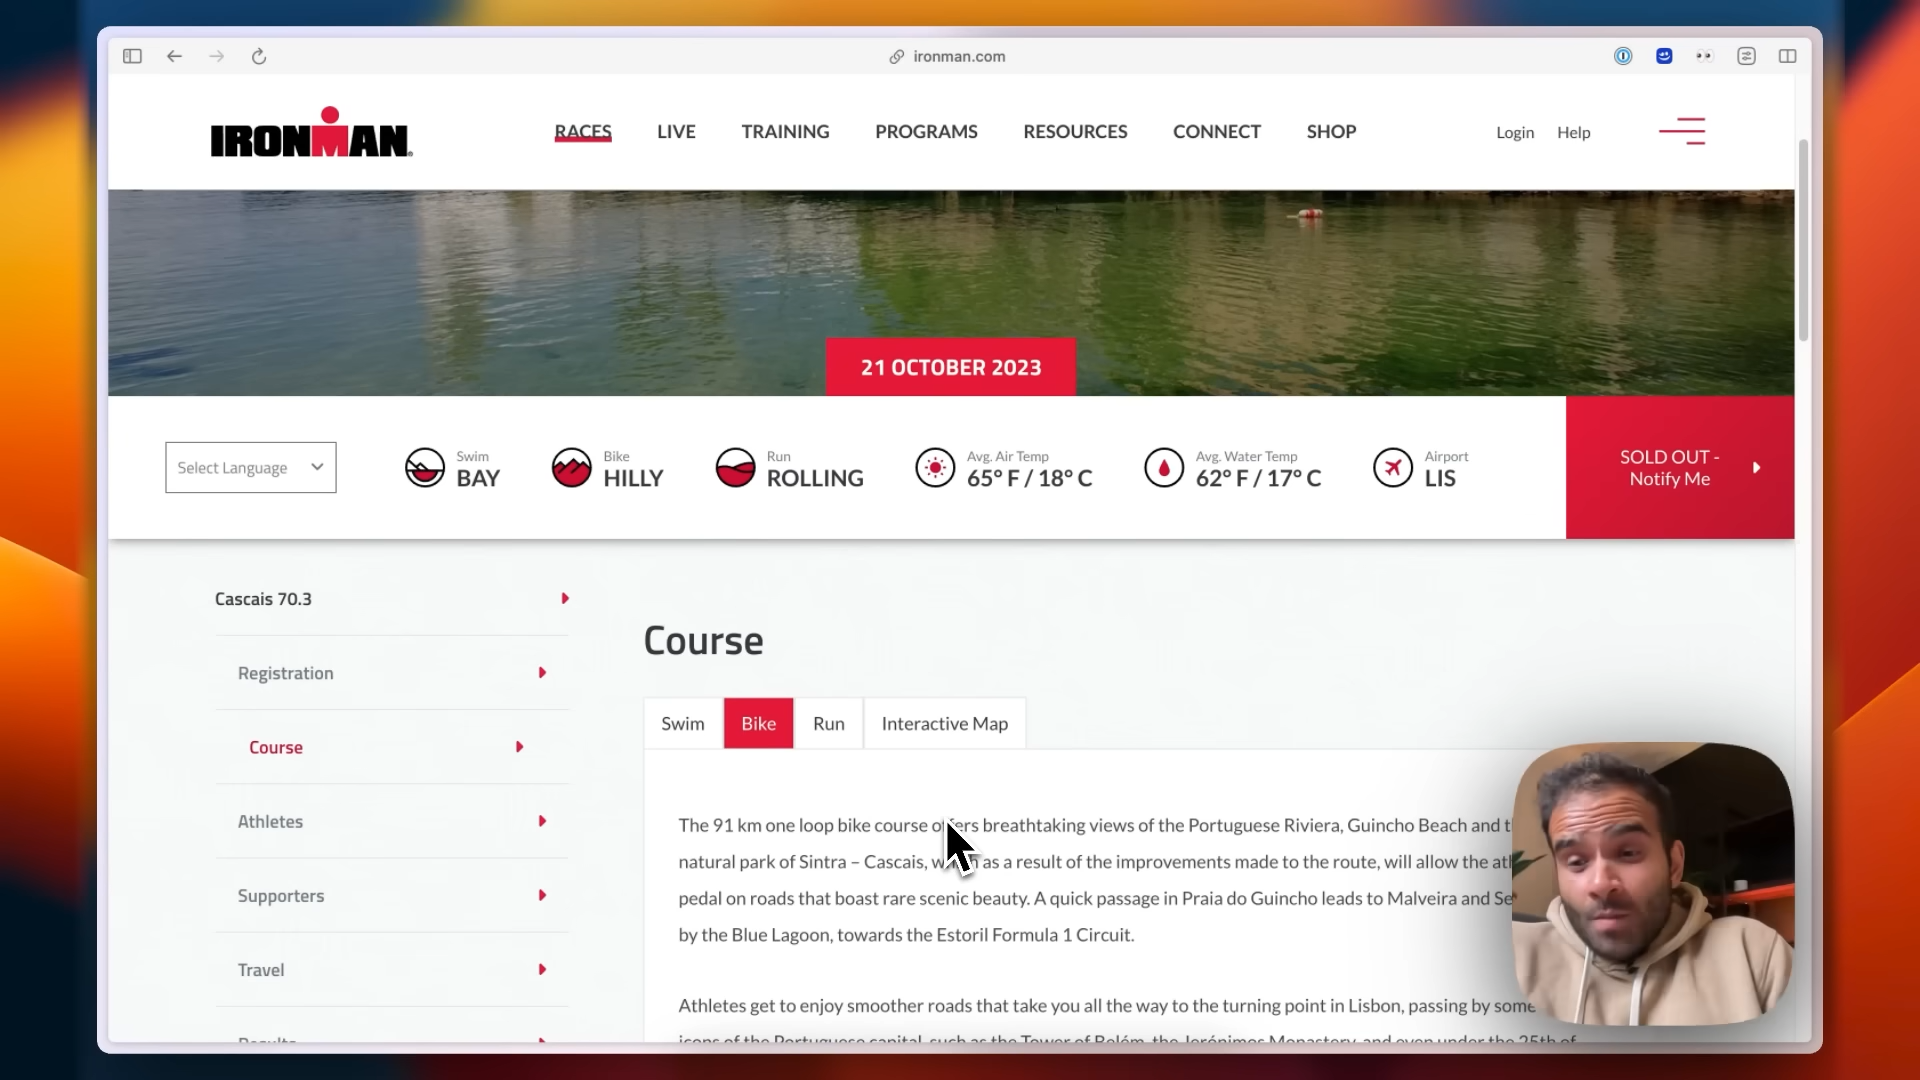 ironman.com
IRONMAN
RACES LIVE TRAINING PROGRAMS RESOURCES CONNECT SHOP Login Help
21 OCTOBER 2023
Select Language
Swim
BAY
Bike
HILLY
Run
ROLLING
Avg. Air Temp
65° F / 18° C
Avg. Water Temp
62° F / 17° C
Airport
LIS
SOLD OUT -
Notify Me
Cascais 70.3
Registration
Course
Athletes
Supporters
Travel
Results
Course
Swim Bike Run Interactive Map
The 91 km one loop bike course breathtaking views of the Portuguese Riviera, Guincho Beach and
natural park of Sintra – Cascais, as a result of the improvements made to the route, will allow the
pedal on roads that boast rare scenic beauty. A quick passage in Praia do Guincho leads to Malveira and
by the Blue Lagoon, towards the Estoril Formula 1 Circuit.
Athletes get to enjoy smoother roads that take you all the way to the turning point in Lisbon, passing by some
icons of the Portuguese capital, such as the Tower of Belém, the Jerónimos Monastery, and even under the 25th of